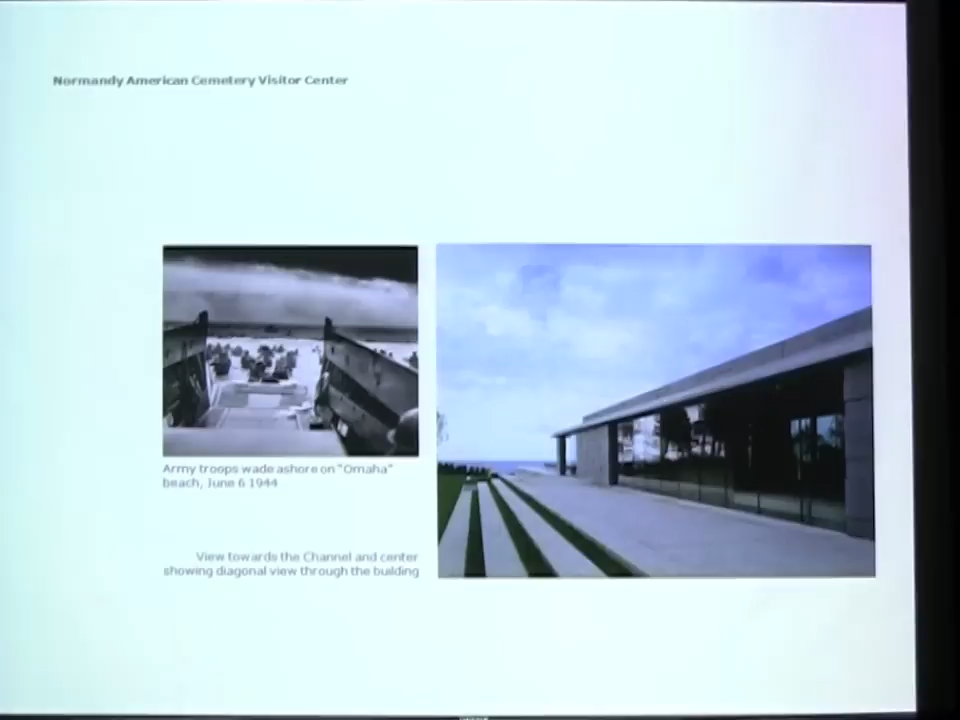 Normandy American Cemetery Visitor Center
Army troops wade ashore on "Omaha"
beach, June 6 1944
View towards the Channel and center
showing diagonal view through the building